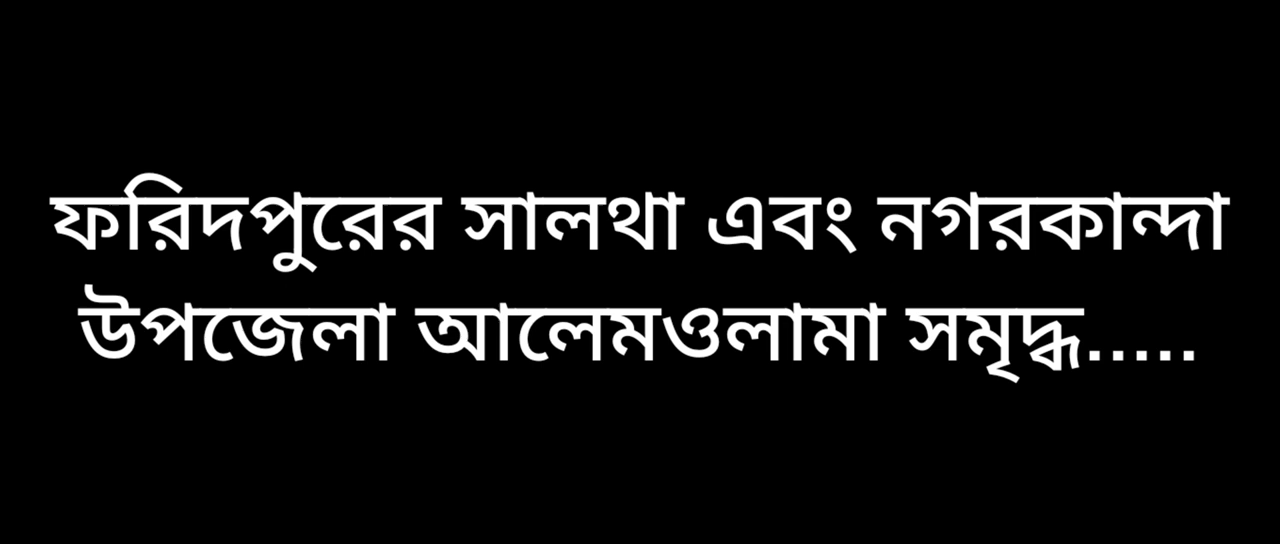 ফরিদপুরের সালথা এবং নগরকান্দা
উপজেলা আলেমওলামা সমৃদ্ধ.....